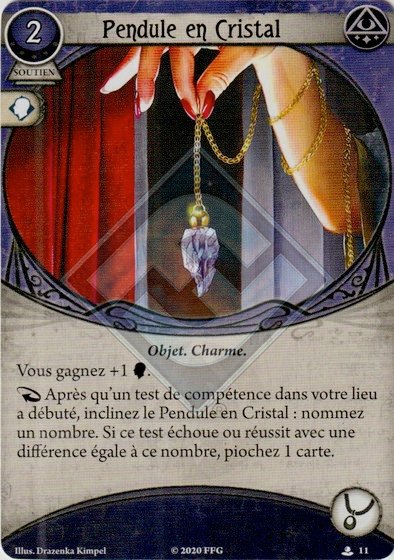 2
Pendule en Cristal
SOUTIEN
Objet. Charme.
Vous gagnez +1 .
Après qu'un test de compétence dans votre lieu
a débuté, inclinez le Pendule en Cristal : nommez
un nombre. Si ce test échoue ou réussit avec une
différence égale à ce nombre, piochez 1 carte.
Illus. Drazenka Kimpel
© 2020 FFG
11